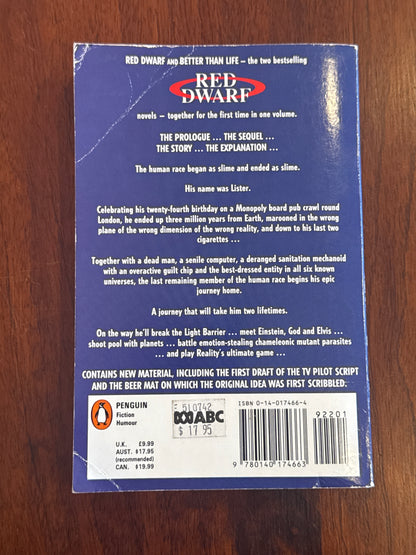 RED DWARF AND BETTER THAN LIFE – the two bestselling
RED
DWARF
novels – together for the first time in one volume.
THE PROLOGUE ... THE SEQUEL ...
THE STORY ... THE EXPLANATION ...
The human race began as slime and ended as slime.
His name was Lister.
Celebrating his twenty-fourth birthday on a Monopoly board pub crawl round
London, he ended up three million years from Earth, marooned in the wrong
plane of the wrong dimension of the wrong reality, and down to his last two
cigarettes ...
Together with a dead man, a senile computer, a deranged sanitation mechanoid
with an overactive guilt chip and the best-dressed entity in all six known
universes, the last remaining member of the human race begins his epic
journey home.
A journey that will take him two lifetimes.
On the way he'll break the Light Barrier ... meet Einstein, God and Elvis ...
shoot pool with planets ... battle emotion-stealing chameleonic mutant parasites
... and play Reality's ultimate game ...
CONTAINS NEW MATERIAL, INCLUDING THE FIRST DRAFT OF THE TV PILOT SCRIPT
AND THE BEER MAT ON WHICH THE ORIGINAL IDEA WAS FIRST SCRIBBLED.
PENGUIN
Fiction
Humour
U.K. £9.99
AUST. $17.95
(recommended)
CAN. $19.99
510742
ABC
$ 17.95
ISBN 0-14-017466-4
92201
9 780140 174663